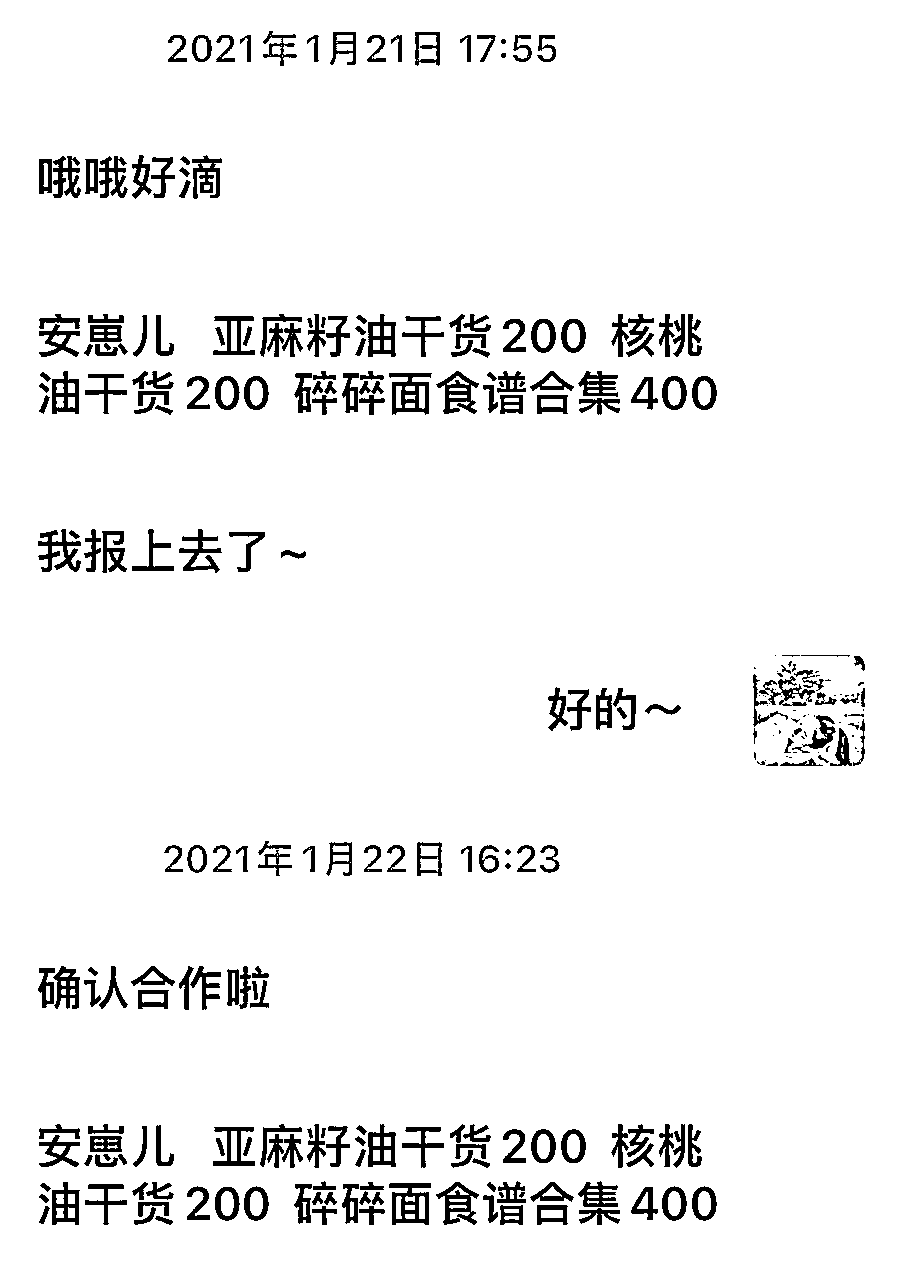 2021年1月21日 17:55
哦哦好滴
安崽儿 亚麻籽油干货200 核桃
油干货200 碎碎面食谱合集400
我报上去了~
好的～
2021年1月22日 16:23
确认合作啦
安崽儿 亚麻籽油干货200 核桃
油干货200 碎碎面食谱合集400